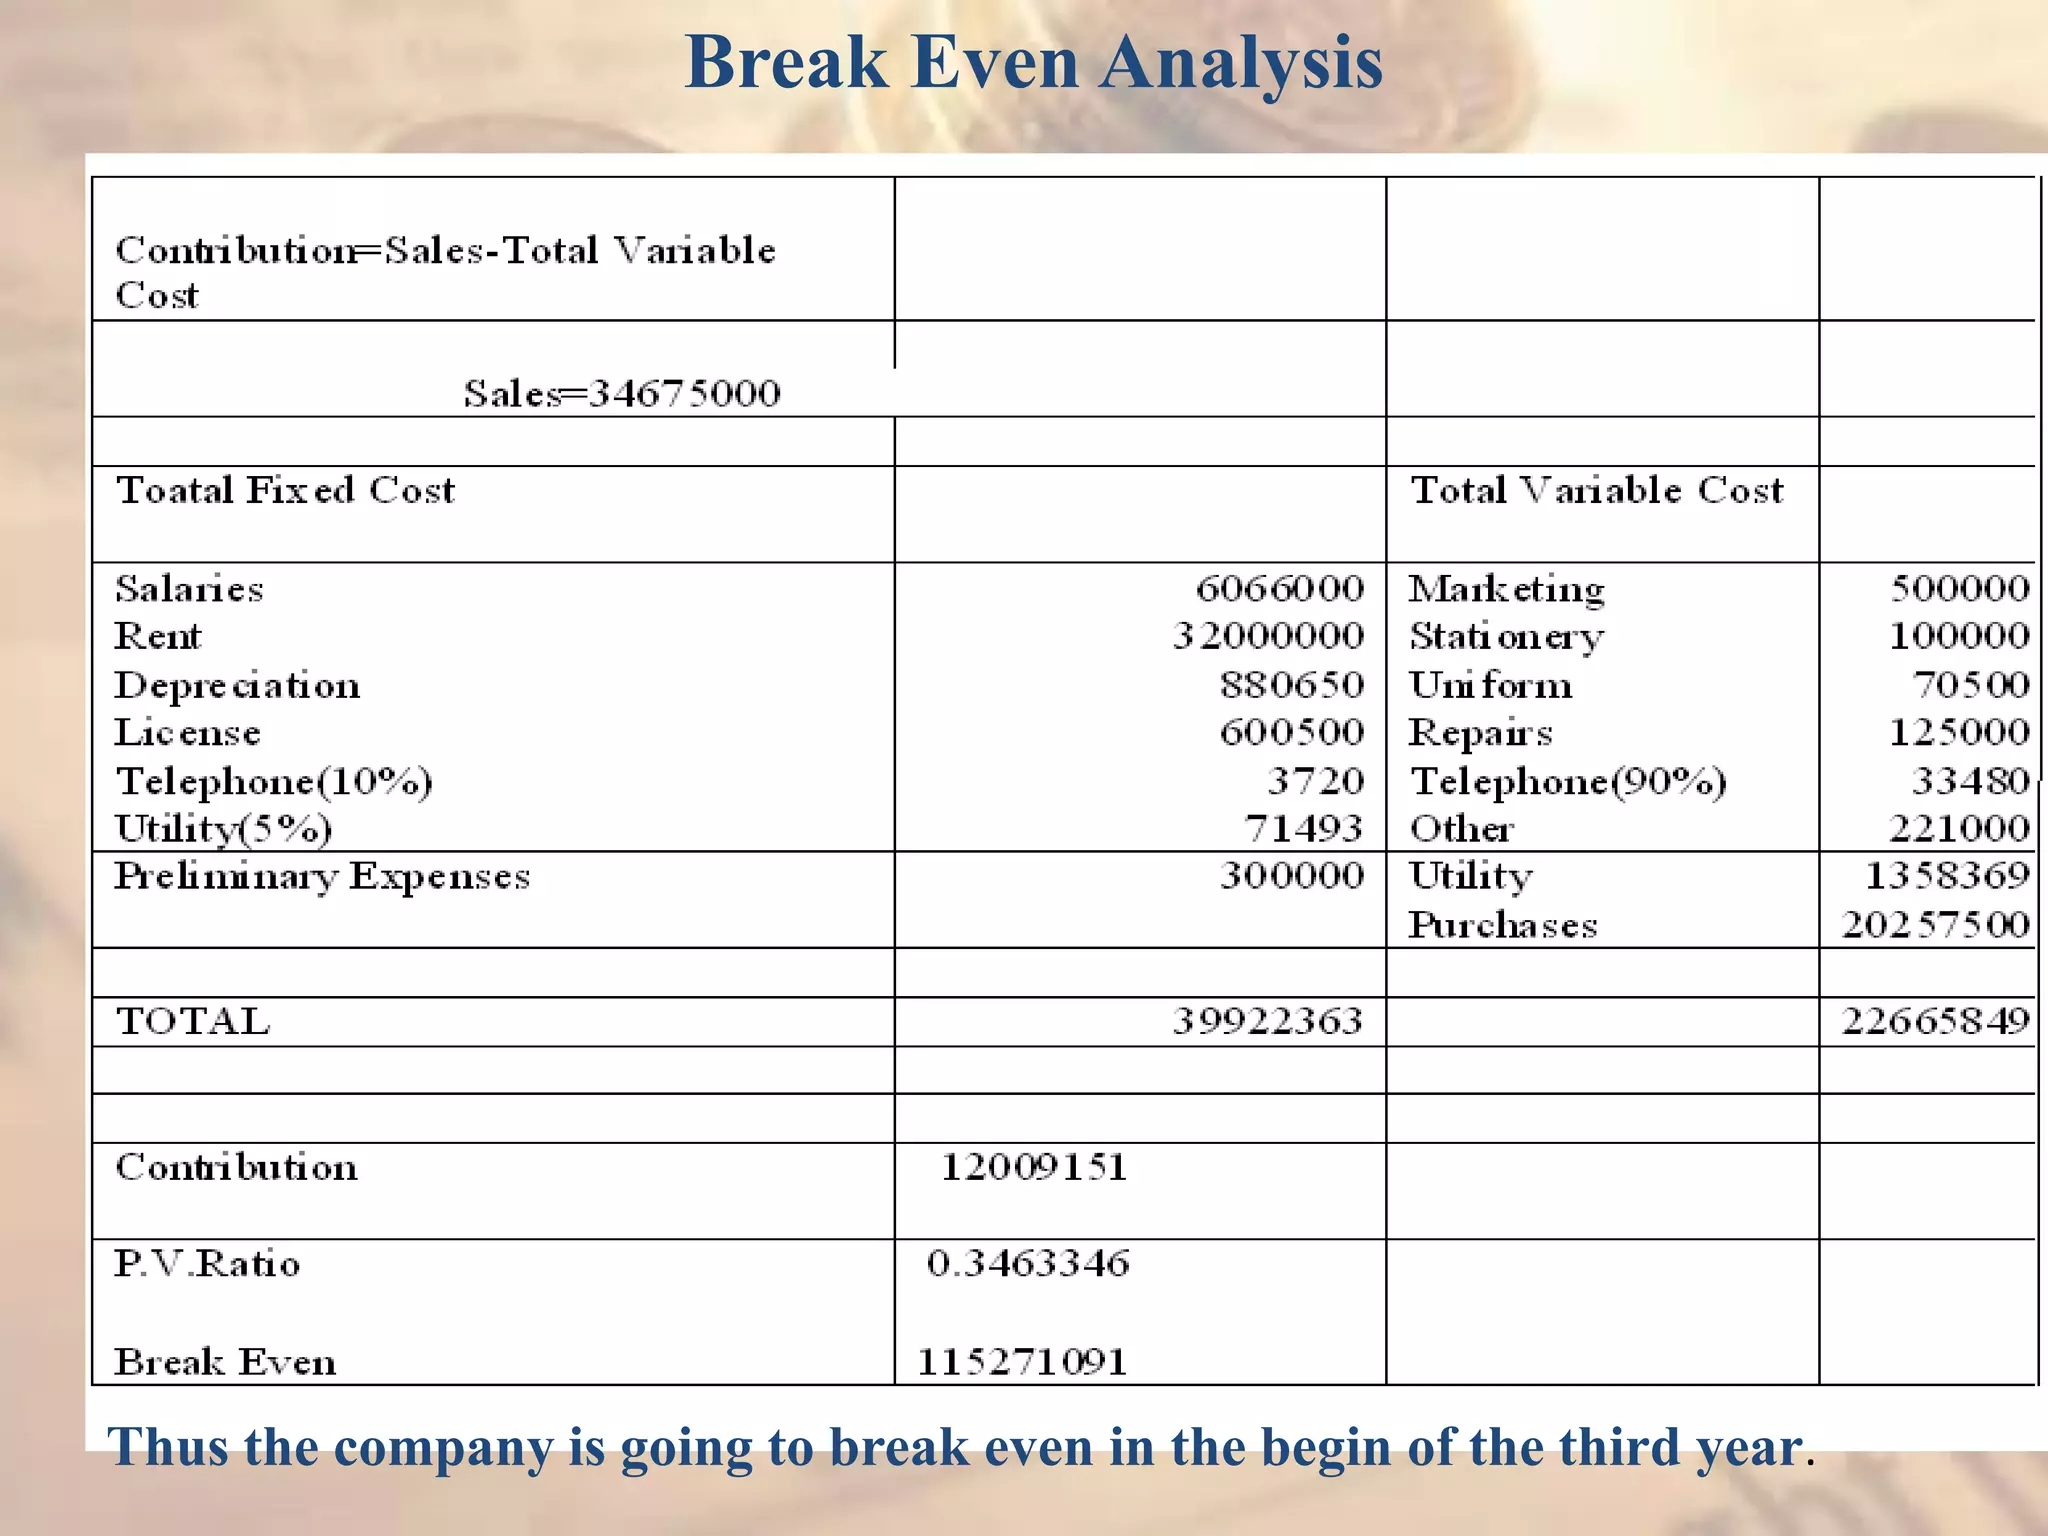 Break Even Analysis
Contribution=Sales-Total Variable
Cost
Sales=34675000
Toatal Fixed Cost Total Variable Cost
Salaries 6066000 Marketing 500000
Rent 32000000 Stationery 100000
Depreciation 880650 Uniform 70500
License 600500 Repairs 125000
Telephone(10%) 3720 Telephone(90%) 33480
Utility(5%) 71493 Other 221000
Preliminary Expenses 300000 Utility 1358369
Purchases 20257500
TOTAL 39922363 22665849
Contribution 12009151
P.V.Ratio 0.3463346
Break Even 115271091
Thus the company is going to break even in the begin of the third year.